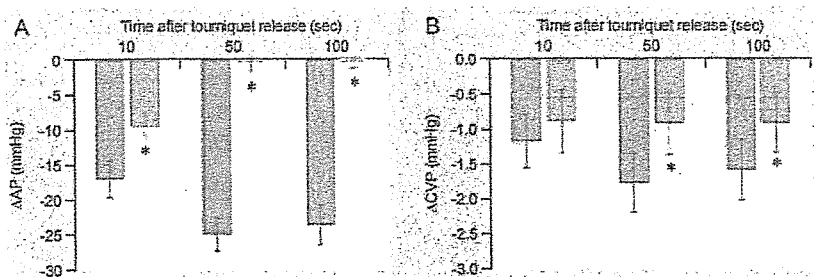 A
Time after tourniquet release (sec)
10 50 100
0
-5
-10
-15
-20
-25
-30
ΔAP (mmHg)
* * *
B
Time after tourniquet release (sec)
10 50 100
0.0
-0.5
-1.0
-1.5
-2.0
-2.5
-3.0
ΔCVP (mmHg)
* *